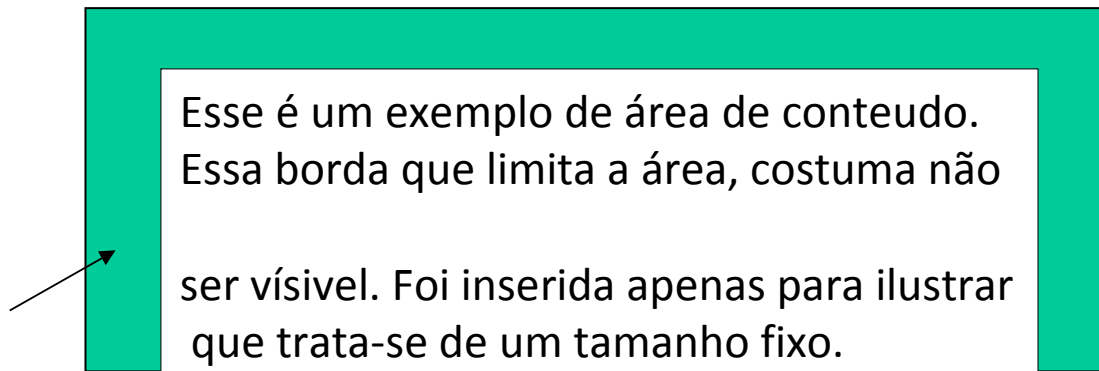 Esse é um exemplo de área de conteudo.
Essa borda que limita a área, costuma não
ser vísivel. Foi inserida apenas para ilustrar
que trata-se de um tamanho fixo.